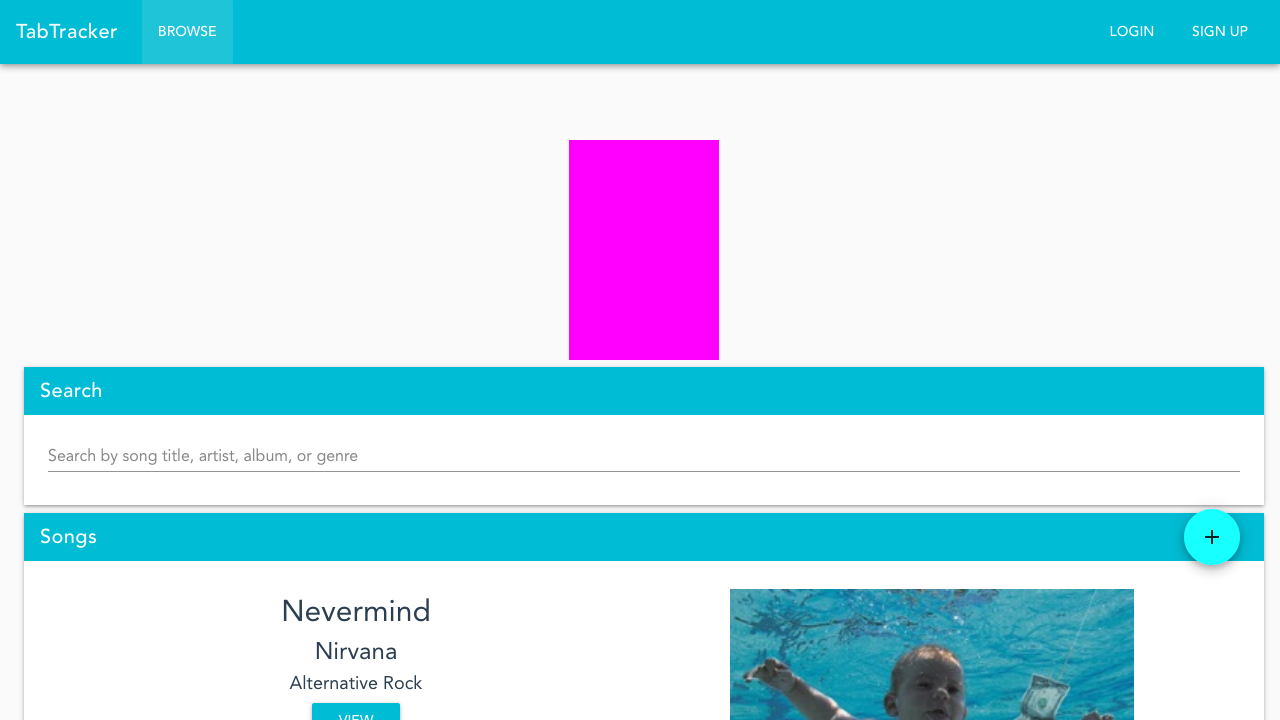 TabTracker
BROWSE
LOGIN
SIGN UP
Search
Search by song title, artist, album, or genre
Songs
+
Nevermind
Nirvana
Alternative Rock
VIEW